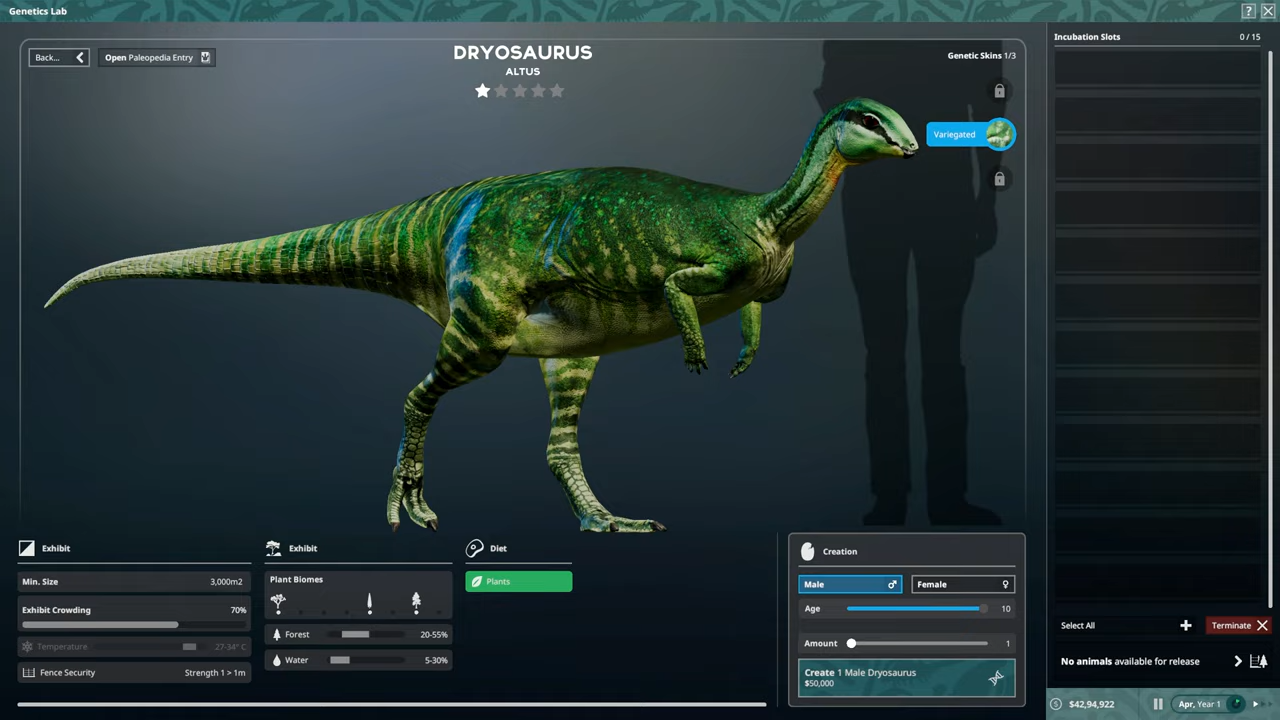 Genetics Lab
?
Back...
Open Paleopedia Entry
DRYOSAURUS
ALTUS
Genetic Skins 1/3
Variegated
Incubation Slots 0 / 15
Exhibit
Min. Size 3,000m2
Exhibit Crowding 70%
Temperature 27-34° C
Fence Security Strength 1 > 1m
Exhibit
Plant Biomes
Forest 20-55%
Water 5-30%
Diet
Plants
Creation
Male ♂
Female ♀
Age 10
Amount 1
Create 1 Male Dryosaurus
$50,000
Select All
Terminate
No animals available for release
$42,94,922
Apr, Year 1